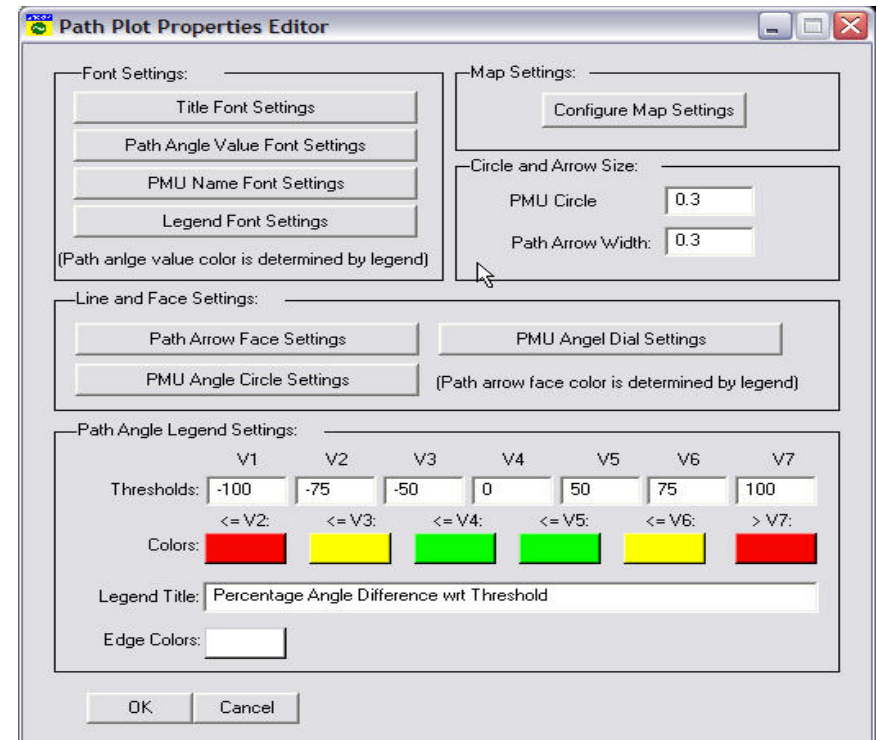 Path Plot Properties Editor
Font Settings:
Title Font Settings
Path Angle Value Font Settings
PMU Name Font Settings
Legend Font Settings
(Path anlge value color is determined by legend)
Map Settings:
Configure Map Settings
Circle and Arrow Size:
PMU Circle 0.3
Path Arrow Width: 0.3
Line and Face Settings:
Path Arrow Face Settings PMU Angel Dial Settings
PMU Angle Circle Settings (Path arrow face color is determined by legend)
Path Angle Legend Settings:
V1 V2 V3 V4 V5 V6 V7
Thresholds: -100 -75 -50 0 50 75 100
<= V2: <= V3: <= V4: <= V5: <= V6: > V7:
Colors:
Legend Title: Percentage Angle Difference wrt Threshold
Edge Colors:
OK Cancel